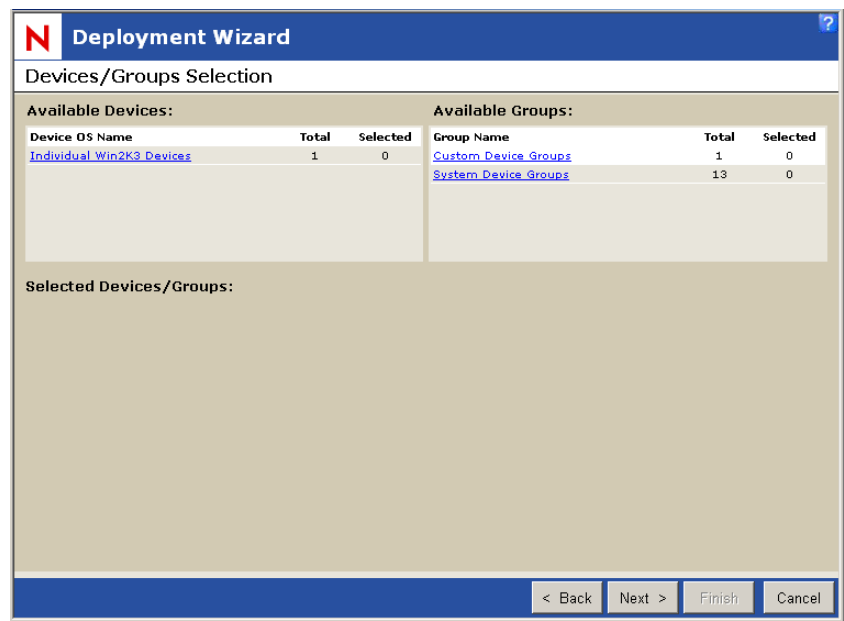 N Deployment Wizard ?
Devices/Groups Selection
Available Devices:
Device OS Name Total Selected
Individual Win2K3 Devices 1 0
Available Groups:
Group Name Total Selected
Custom Device Groups 1 0
System Device Groups 13 0
Selected Devices/Groups:
< Back Next > Finish Cancel